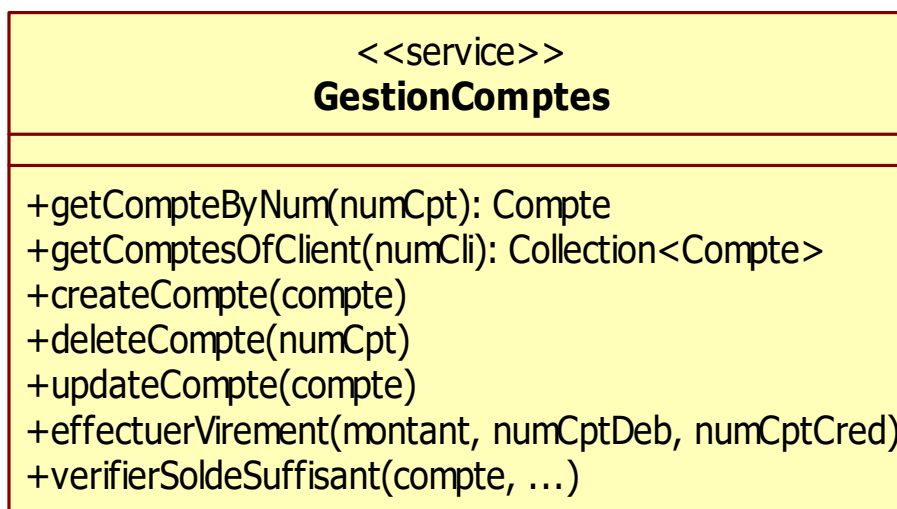 <<service>>
GestionComptes
+getCompteByNum(numCpt): Compte
+getComptesOfClient(numCli): Collection<Compte>
+createCompte(compte)
+deleteCompte(numCpt)
+updateCompte(compte)
+effectuerVirement(montant, numCptDeb, numCptCred)
+verifierSoldeSuffisant(compte, ...)